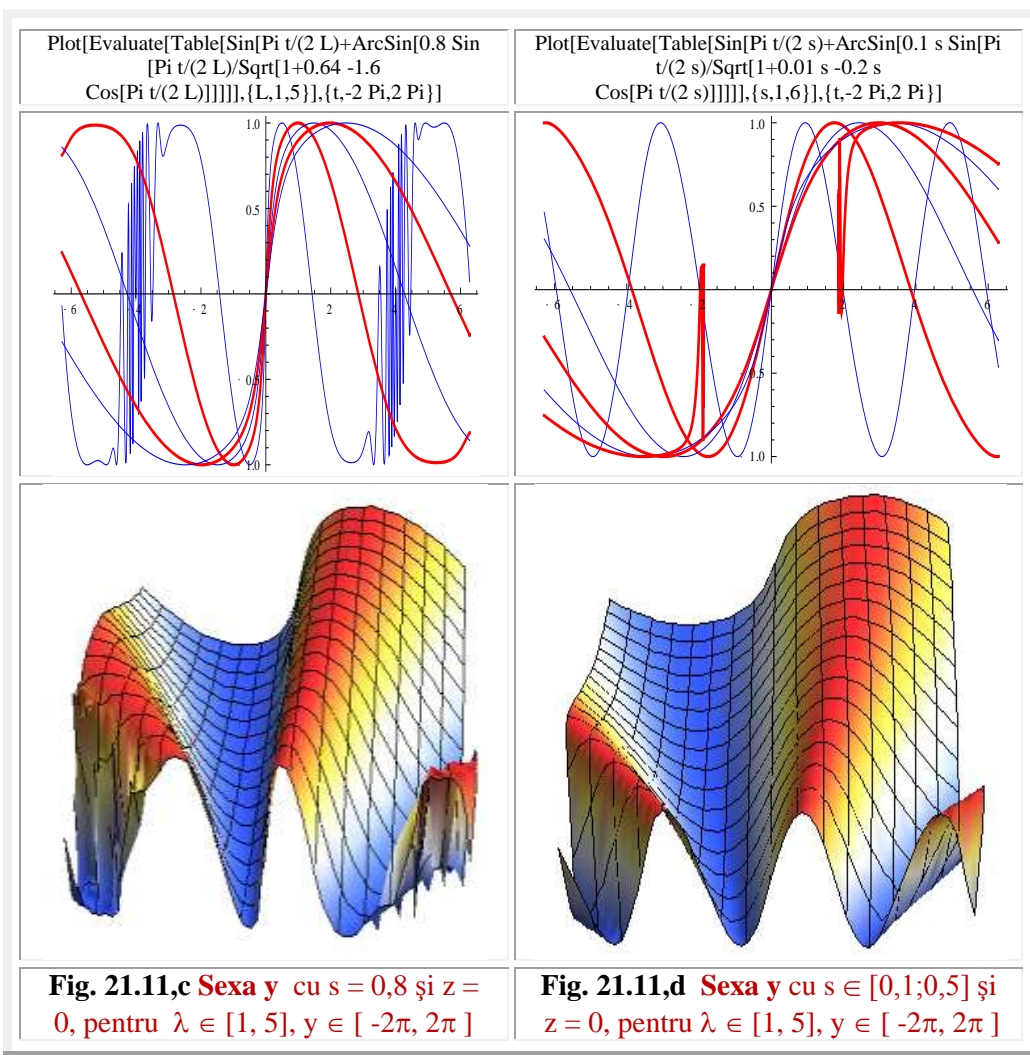 Plot[Evaluate[Table[Sin[Pi t/(2 L)+ArcSin[0.8 Sin
[Pi t/(2 L)/Sqrt[1+0.64 -1.6
Cos[Pi t/(2 L)]]]]],{L,1,5}],{t,-2 Pi,2 Pi}]
Plot[Evaluate[Table[Sin[Pi t/(2 s)+ArcSin[0.1 s Sin[Pi
t/(2 s)/Sqrt[1+0.01 s -0.2 s
Cos[Pi t/(2 s)]]]]],{s,1,6}],{t,-2 Pi,2 Pi}]
1.0
0.5
- 6 - 4 - 2 2 4 6
- 0.5
- 1.0
1.0
0.5
- 6 - 4 - 2 2 4 6
- 0.5
- 1.0
Fig. 21.11,c Sexa y cu s = 0,8 şi z =
0, pentru λ ∈ [1, 5], y ∈ [ -2π, 2π ]
Fig. 21.11,d Sexa y cu s ∈ [0,1;0,5] şi
z = 0, pentru λ ∈ [1, 5], y ∈ [ -2π, 2π ]